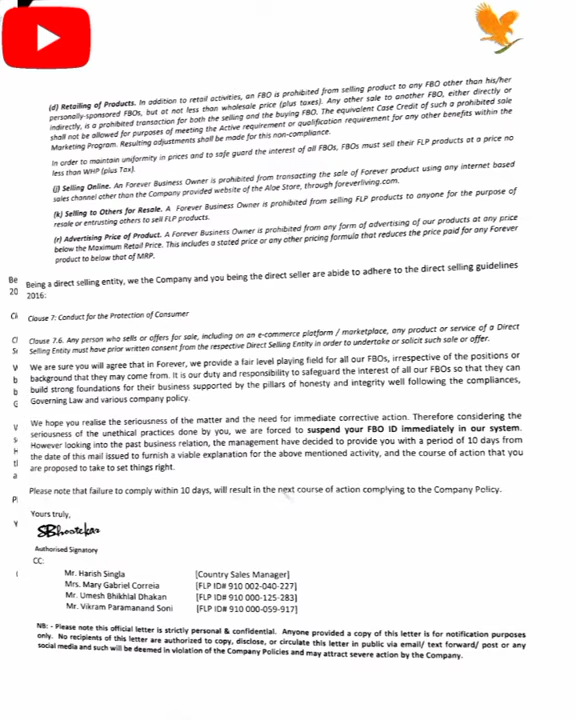 (d) Retailing of Products. In addition to retail activities, an FBO is prohibited from selling product to any FBO other than his/her
personally-sponsored FBOs, but at not less than wholesale price (plus taxes). Any other sale to another FBO, either directly or
indirectly, is a prohibited transaction for both the selling and the buying FBO. The equivalent Case Credit of such a prohibited sale
shall not be allowed for purposes of meeting the Active requirement or qualification requirement for any other benefits within the
Marketing Program. Resulting adjustments shall be made for this non-compliance.
In order to maintain uniformity in prices and to safe guard the interest of all FBOs, FBOs must sell their FLP products at a price no
less than WHP (plus Tax).
(j) Selling Online. An Forever Business Owner is prohibited from transacting the sale of Forever product using any internet based
sales channel other than the Company provided website of the Aloe Store, through foreverliving.com.
(k) Selling to Others for Resale. A Forever Business Owner is prohibited from selling FLP products to anyone for the purpose of
resale or entrusting others to sell FLP products.
(r) Advertising Price of Product. A Forever Business Owner is prohibited from any form of advertising of our products at any price
below the Maximum Retail Price. This includes a stated price or any other pricing formula that reduces the price paid for any Forever
product to below that of MRP.
Being a direct selling entity, we the Company and you being the direct seller are abide to adhere to the direct selling guidelines
2016:
Clause 7: Conduct for the Protection of Consumer
Clause 7.6. Any person who sells or offers for sale, including on an e-commerce platform / marketplace, any product or service of a Direct
Selling Entity must have prior written consent from the respective Direct Selling Entity in order to undertake or solicit such sale or offer.
We are sure you will agree that in Forever, we provide a fair level playing field for all our FBOs, irrespective of the positions or
background that they may come from. It is our duty and responsibility to safeguard the interest of all our FBOs so that they can
build strong foundations for their business supported by the pillars of honesty and integrity well following the compliances,
Governing Law and various company policy.
We hope you realise the seriousness of the matter and the need for immediate corrective action. Therefore considering the
seriousness of the unethical practices done by you, we are forced to suspend your FBO ID immediately in our system.
However looking into the past business relation, the management have decided to provide you with a period of 10 days from
the date of this mail issued to furnish a viable explanation for the above mentioned activity, and the course of action that you
are proposed to take to set things right.
Please note that failure to comply within 10 days, will result in the next course of action complying to the Company Policy.
Yours truly,
SBhostekar
Authorised Signatory
CC:
Mr. Harish Singla [Country Sales Manager]
Mrs. Mary Gabriel Correia [FLP ID# 910 002-040-227]
Mr. Umesh Bhikhlal Dhakan [FLP ID# 910 000-125-283]
Mr. Vikram Paramanand Soni [FLP ID# 910 000-059-917]
NB: - Please note this official letter is strictly personal & confidential. Anyone provided a copy of this letter is for notification purposes
only. No recipients of this letter are authorized to copy, disclose, or circulate this letter in public via email/ text forward/ post or any
social media and such will be deemed in violation of the Company Policies and may attract severe action by the Company.